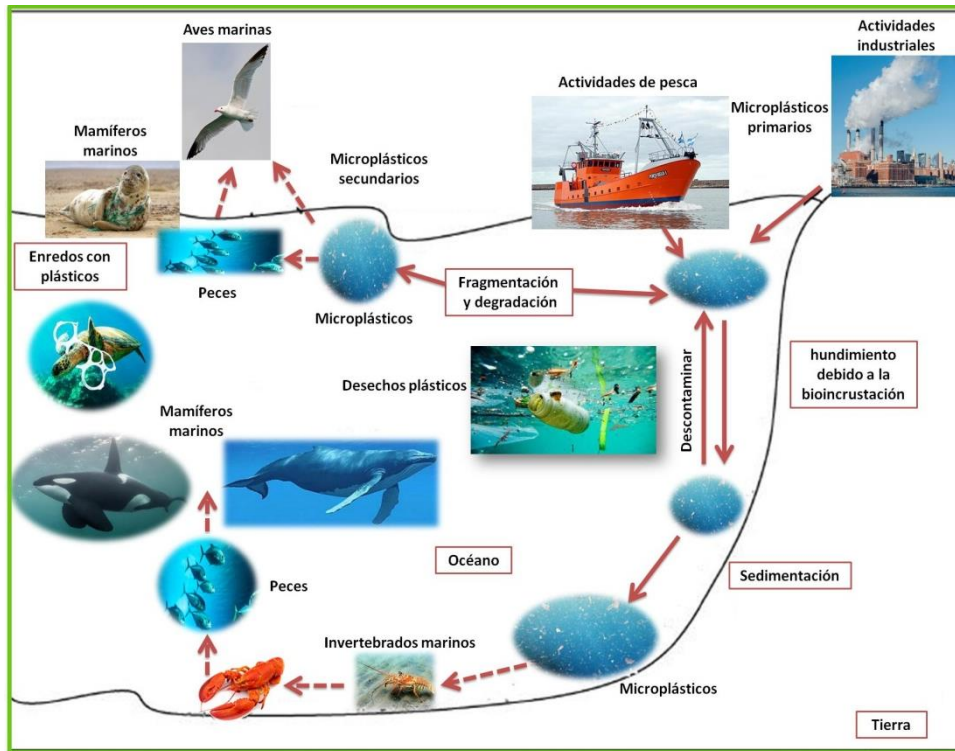 Aves marinas
Actividades
industriales
Actividades de pesca
Microplásticos
primarios
Mamíferos
marinos
Microplásticos
secundarios
Enredos con
plásticos
Peces
Microplásticos
Fragmentación
y degradación
Desechos plásticos
Descontaminar
hundimiento
debido a la
bioincrustación
Mamíferos
marinos
Océano
Sedimentación
Peces
Invertebrados marinos
Microplásticos
Tierra